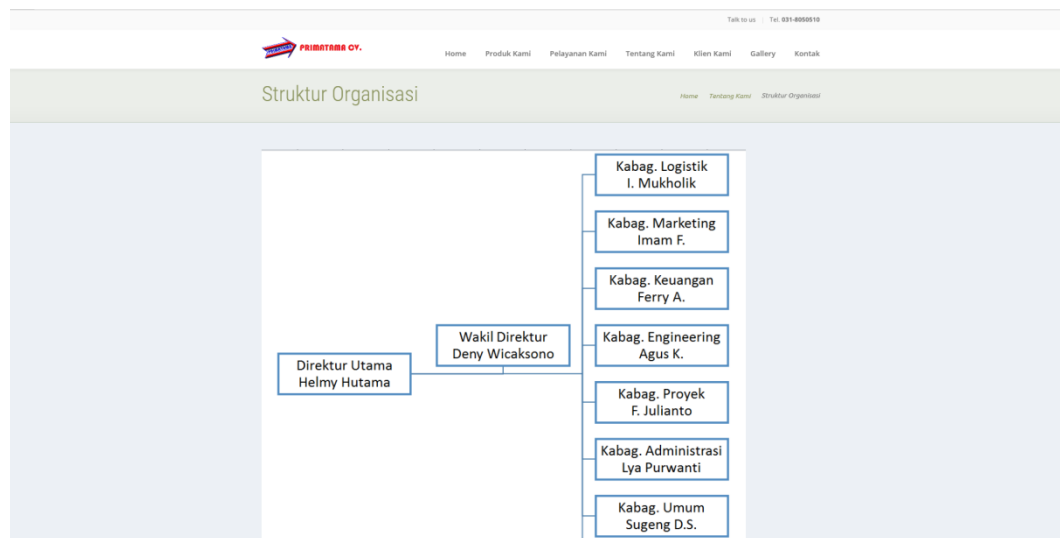 Talk to us Tel. 031-8050510
PRIMATAMA
PRIMATAMA CV.
Home Produk Kami Pelayanan Kami Tentang Kami Klien Kami Gallery Kontak
Struktur Organisasi
Home Tentang Kami Struktur Organisasi
Kabag. Logistik
I. Mukholik
Kabag. Marketing
Imam F.
Kabag. Keuangan
Ferry A.
Wakil Direktur
Deny Wicaksono
Kabag. Engineering
Agus K.
Direktur Utama
Helmy Hutama
Kabag. Proyek
F. Julianto
Kabag. Administrasi
Lya Purwanti
Kabag. Umum
Sugeng D.S.